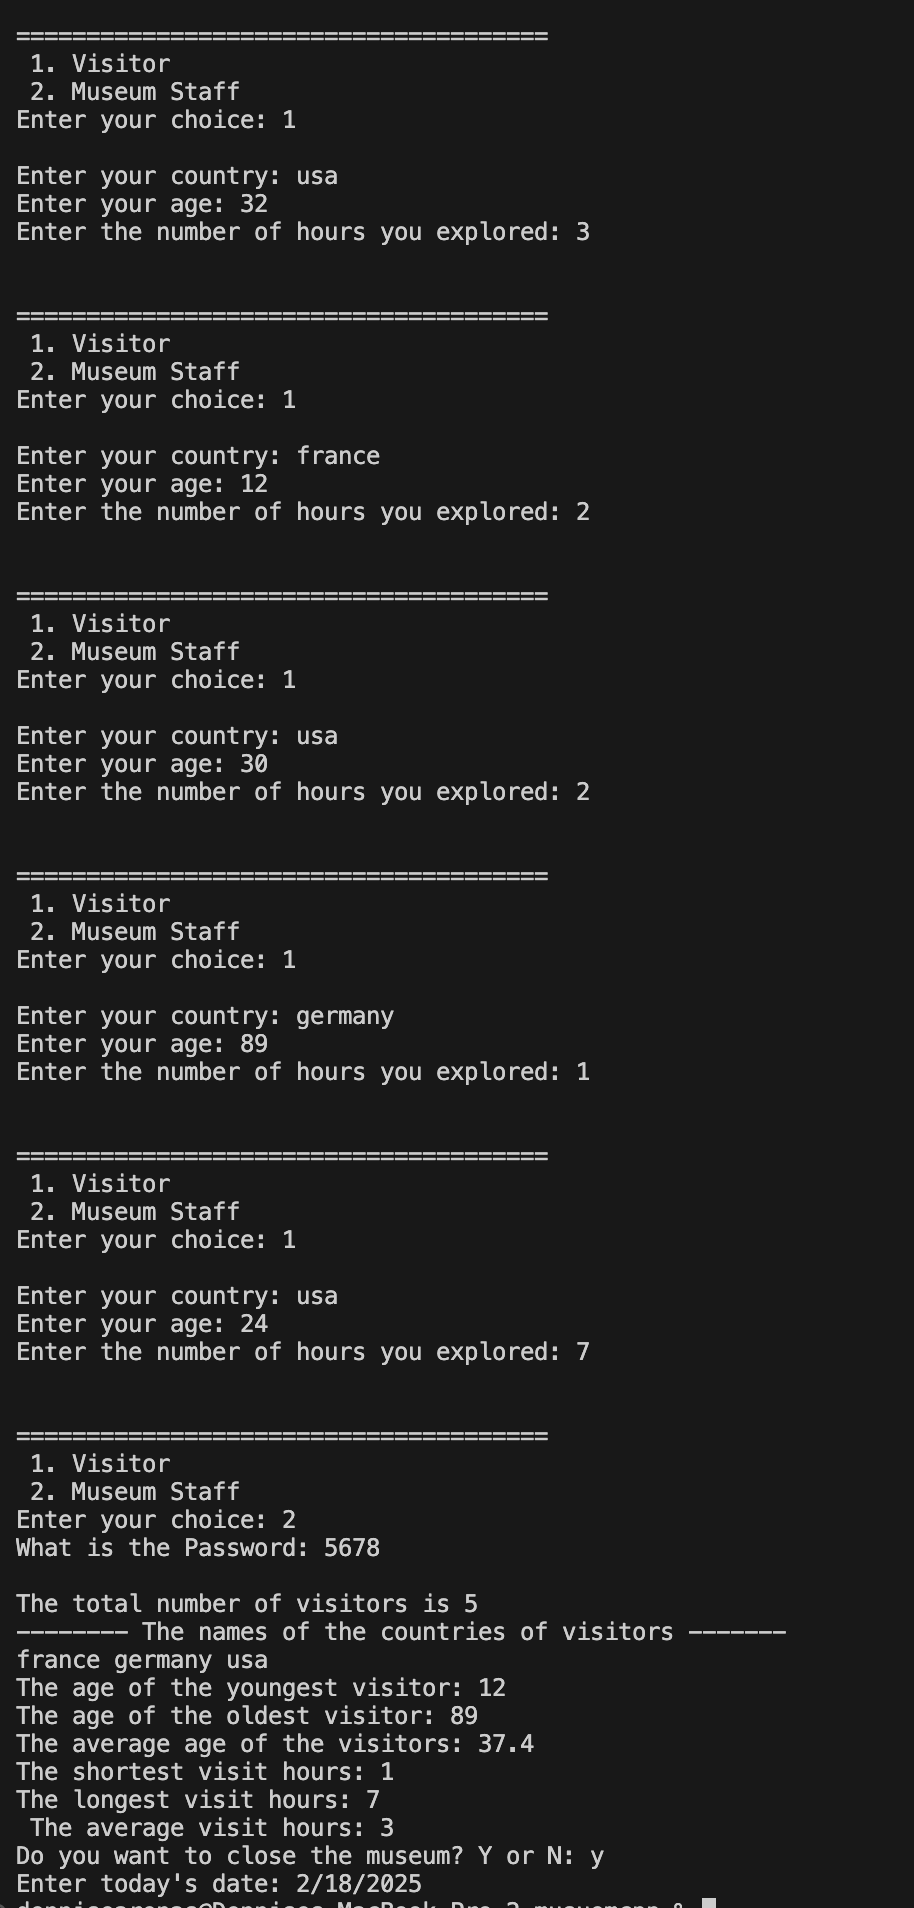 ======================================
1. Visitor
2. Museum Staff
Enter your choice: 1
Enter your country: usa
Enter your age: 32
Enter the number of hours you explored: 3
======================================
1. Visitor
2. Museum Staff
Enter your choice: 1
Enter your country: france
Enter your age: 12
Enter the number of hours you explored: 2
======================================
1. Visitor
2. Museum Staff
Enter your choice: 1
Enter your country: usa
Enter your age: 30
Enter the number of hours you explored: 2
======================================
1. Visitor
2. Museum Staff
Enter your choice: 1
Enter your country: germany
Enter your age: 89
Enter the number of hours you explored: 1
======================================
1. Visitor
2. Museum Staff
Enter your choice: 1
Enter your country: usa
Enter your age: 24
Enter the number of hours you explored: 7
======================================
1. Visitor
2. Museum Staff
Enter your choice: 2
What is the Password: 5678
The total number of visitors is 5
-------- The names of the countries of visitors -------
france germany usa
The age of the youngest visitor: 12
The age of the oldest visitor: 89
The average age of the visitors: 37.4
The shortest visit hours: 1
The longest visit hours: 7
The average visit hours: 3
Do you want to close the museum? Y or N: y
Enter today's date: 2/18/2025